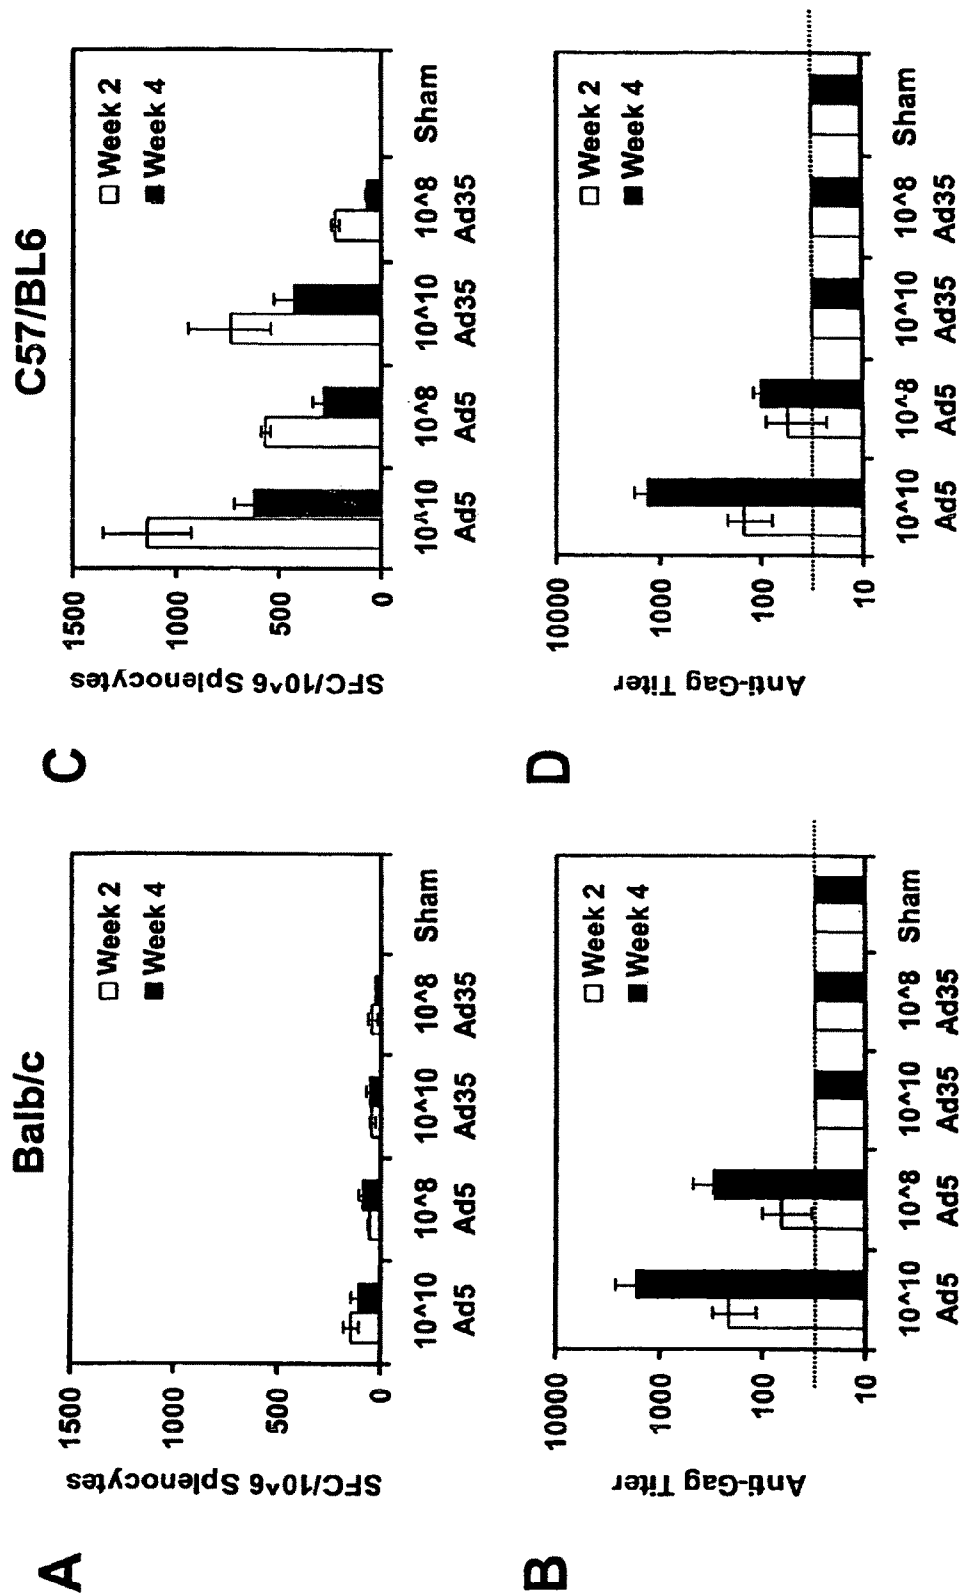 Balb/c
A
SFC/10^6 Splenocytes
1500
1000
500
0
Week 2
Week 4
10^10 10^8 10^10 10^8 Sham
Ad5 Ad5 Ad35 Ad35
B
Anti-Gag Titer
10000
1000
100
10
Week 2
Week 4
10^10 10^8 10^10 10^8 Sham
Ad5 Ad5 Ad35 Ad35
C57/BL6
C
SFC/10^6 Splenocytes
1500
1000
500
0
Week 2
Week 4
10^10 10^8 10^10 10^8 Sham
Ad5 Ad5 Ad35 Ad35
D
Anti-Gag Titer
10000
1000
100
10
Week 2
Week 4
10^10 10^8 10^10 10^8 Sham
Ad5 Ad5 Ad35 Ad35